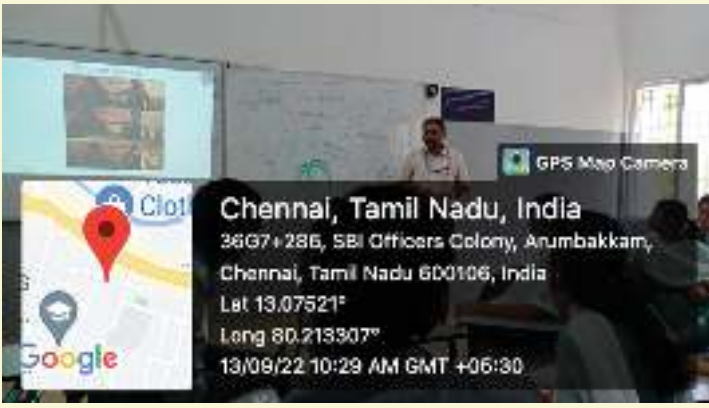 GPS Map Camera
Clot
Chennai, Tamil Nadu, India
36G7+286, SBI Officers Colony, Arumbakkam,
Chennai, Tamil Nadu 600106, India
Lat 13.07521°
Long 80.213307°
13/09/22 10:29 AM GMT +05:30
Google